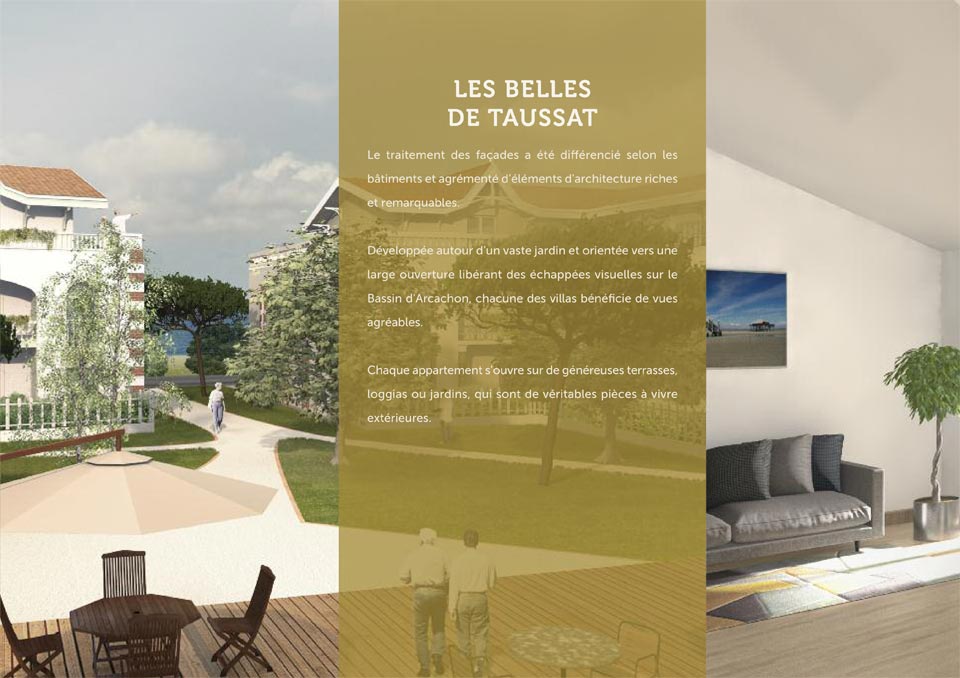 LES BELLES
DE TAUSSAT
Le traitement des façades a été différencié selon les
bâtiments et agrémenté d'éléments d'architecture riches
et remarquables.
Développée autour d'un vaste jardin et orientée vers une
large ouverture libérant des échappées visuelles sur le
Bassin d'Arcachon, chacune des villas bénéficie de vues
agréables.
Chaque appartement s'ouvre sur de généreuses terrasses,
loggias ou jardins, qui sont de véritables pièces à vivre
extérieures.